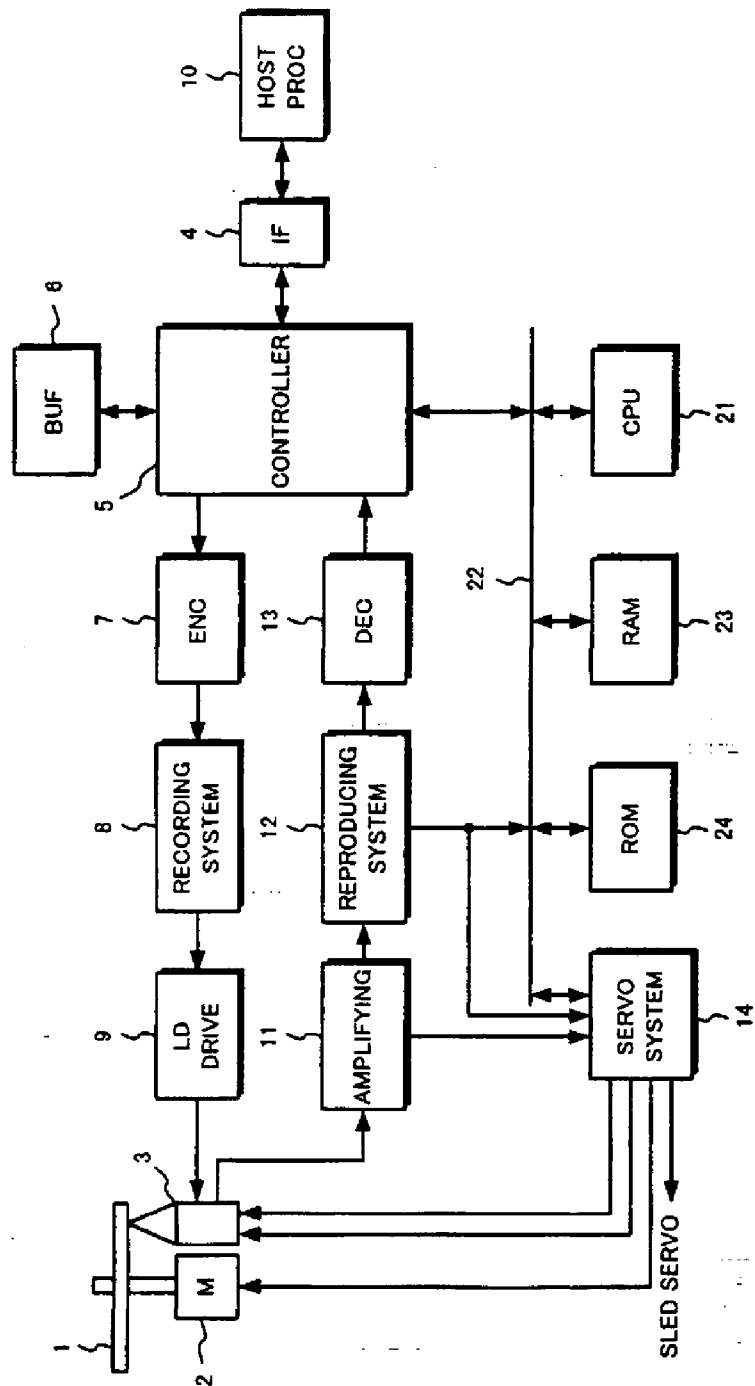 10
HOST
PROC
4
IF
6
BUF
5
CONTROLLER
7
ENC
13
DEC
8
RECORDING
SYSTEM
12
REPRODUCING
SYSTEM
9
LD
DRIVE
11
AMPLIFYING
3
1
M
2
22
CPU
21
RAM
23
ROM
24
SERVO
SYSTEM
14
SLED SERVO